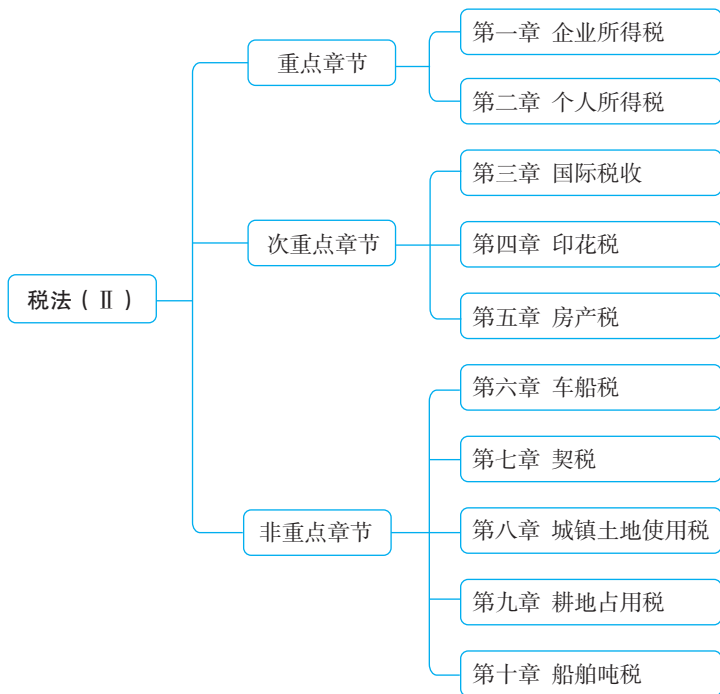 税法（Ⅱ）
重点章节
第一章 企业所得税
第二章 个人所得税
次重点章节
第三章 国际税收
第四章 印花税
第五章 房产税
非重点章节
第六章 车船税
第七章 契税
第八章 城镇土地使用税
第九章 耕地占用税
第十章 船舶吨税